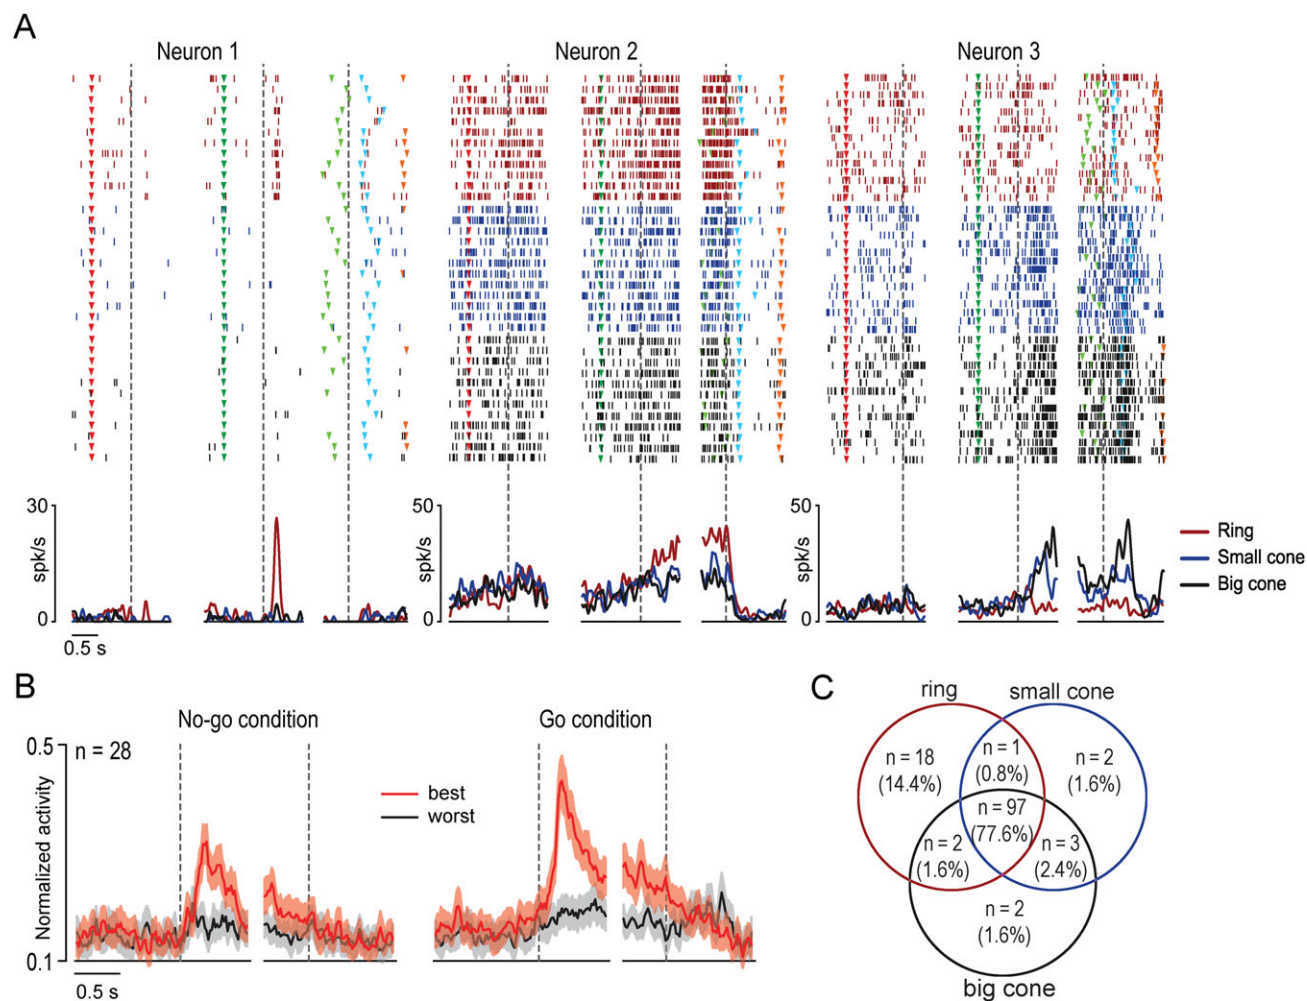 A
Neuron 1
Neuron 2
Neuron 3
30
spk/s
0
0.5 s
50
spk/s
0
50
spk/s
0
Ring
Small cone
Big cone
B
No-go condition
Go condition
0.5
n = 28
Normalized activity
0.1
best
worst
0.5 s
C
ring
small cone
n = 18
(14.4%)
n = 1
(0.8%)
n = 2
(1.6%)
n = 97
(77.6%)
n = 2
(1.6%)
n = 3
(2.4%)
n = 2
(1.6%)
big cone